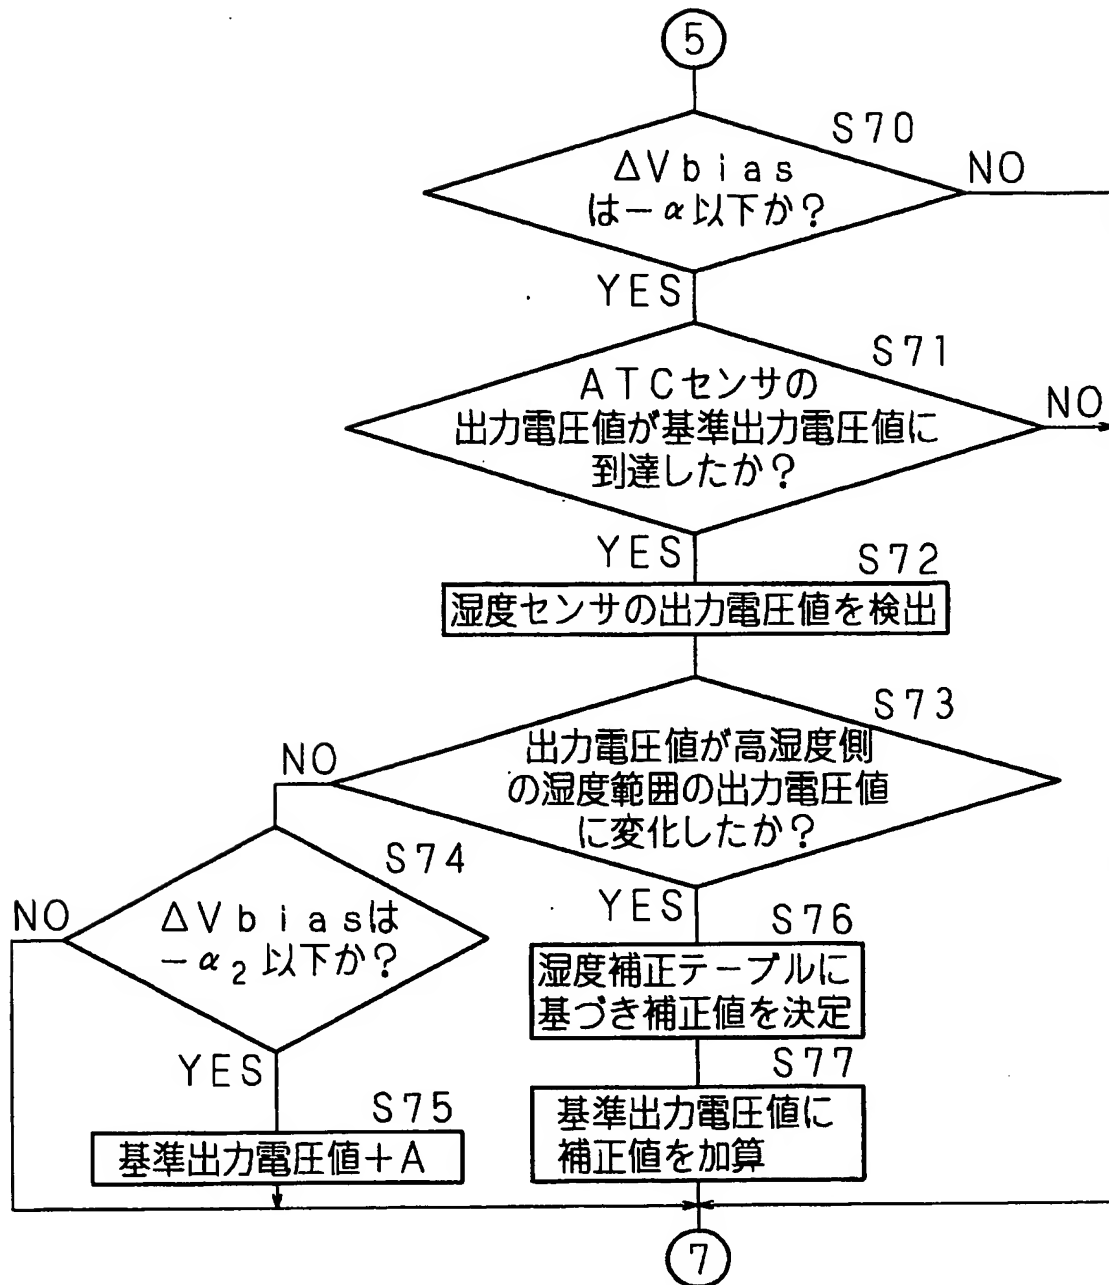 5
S70
ΔVbias
は－α以下か？
NO
YES
S71
ATCセンサの
出力電圧値が基準出力電圧値に
到達したか？
NO
YES
S72
湿度センサの出力電圧値を検出
S73
出力電圧値が高湿度側
の湿度範囲の出力電圧値
に変化したか？
NO
YES
S74
ΔVbiasは
－α₂以下か？
NO
YES
S75
基準出力電圧値＋A
S76
湿度補正テーブルに
基づき補正値を決定
S77
基準出力電圧値に
補正値を加算
7